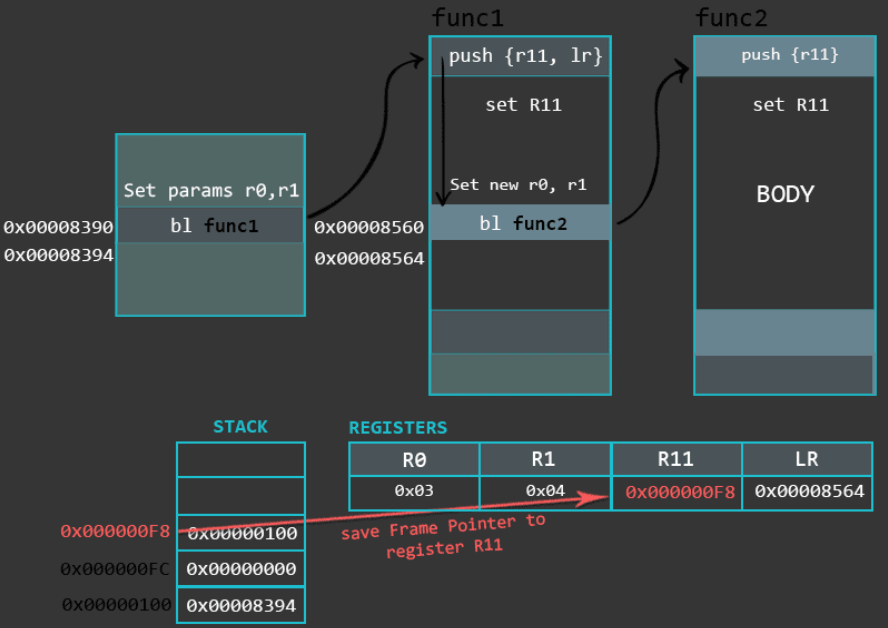 func1
func2
push {r11, lr}
push {r11}
set R11
set R11
Set params r0,r1
Set new r0, r1
BODY
0x00008390
bl func1
0x00008560
bl func2
0x00008394
0x00008564
STACK
REGISTERS
R0
R1
R11
LR
0x03
0x04
0x000000F8
0x00008564
0x000000F8
0x00000100
save Frame Pointer to
register R11
0x000000FC
0x00000000
0x00000100
0x00008394